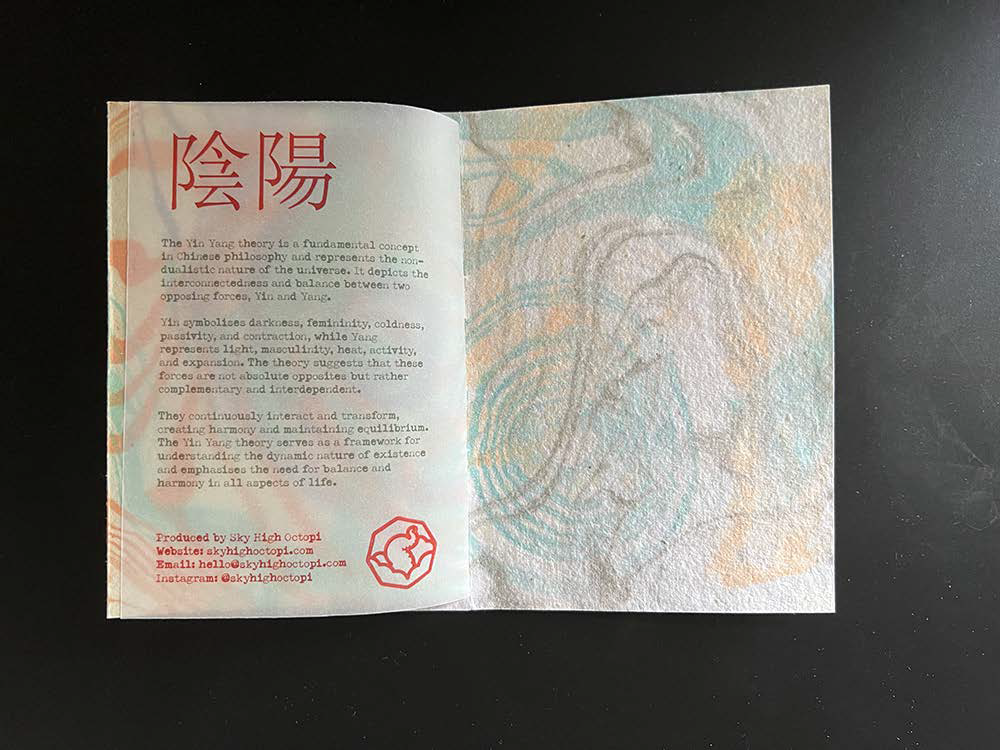 陰陽
The Yin Yang theory is a fundamental concept
in Chinese philosophy and represents the non-
dualistic nature of the universe. It depicts the
interconnectedness and balance between two
opposing forces, Yin and Yang.
Yin symbolises darkness, femininity, coldness,
passivity, and contraction, while Yang
represents light, masculinity, heat, activity,
and expansion. The theory suggests that these
forces are not absolute opposites but rather
complementary and interdependent.
They continuously interact and transform,
creating harmony and maintaining equilibrium.
The Yin Yang theory serves as a framework for
understanding the dynamic nature of existence
and emphasises the need for balance and
harmony in all aspects of life.
Produced by Sky High Octopi
Website: skyhighoctopi.com
Email: hello@skyhighoctopi.com
Instagram: @skyhighoctopi